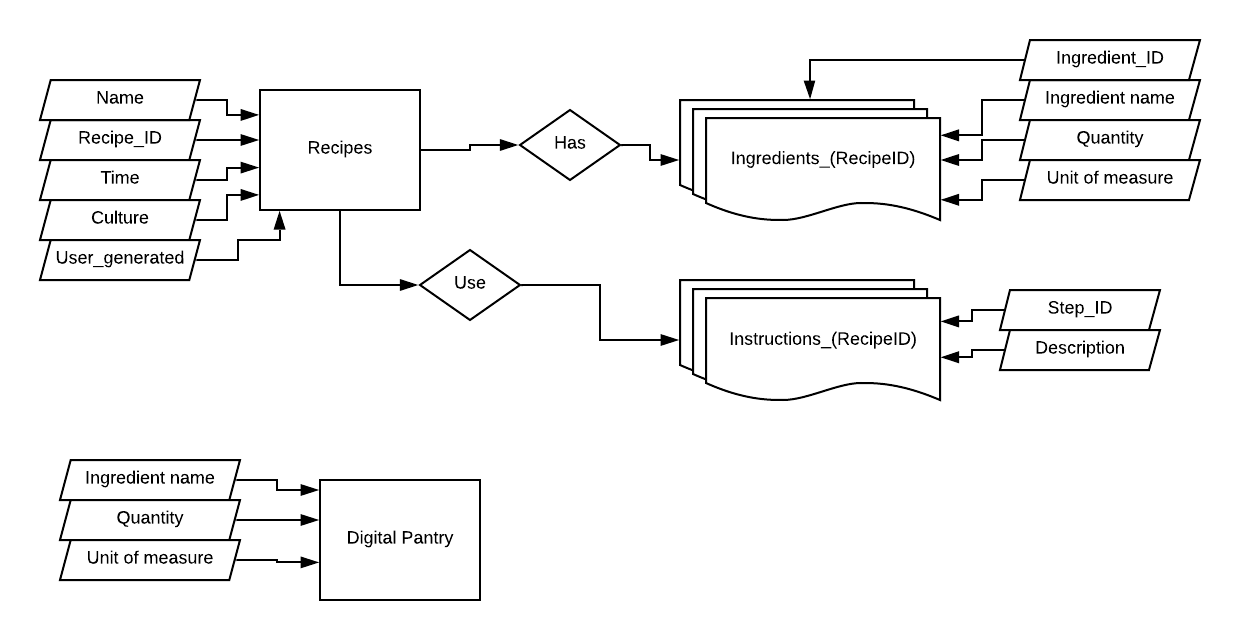 Name
Recipe_ID
Time
Culture
User_generated
Recipes
Has
Ingredients_(RecipeID)
Ingredient_ID
Ingredient name
Quantity
Unit of measure
Use
Instructions_(RecipeID)
Step_ID
Description
Ingredient name
Quantity
Unit of measure
Digital Pantry